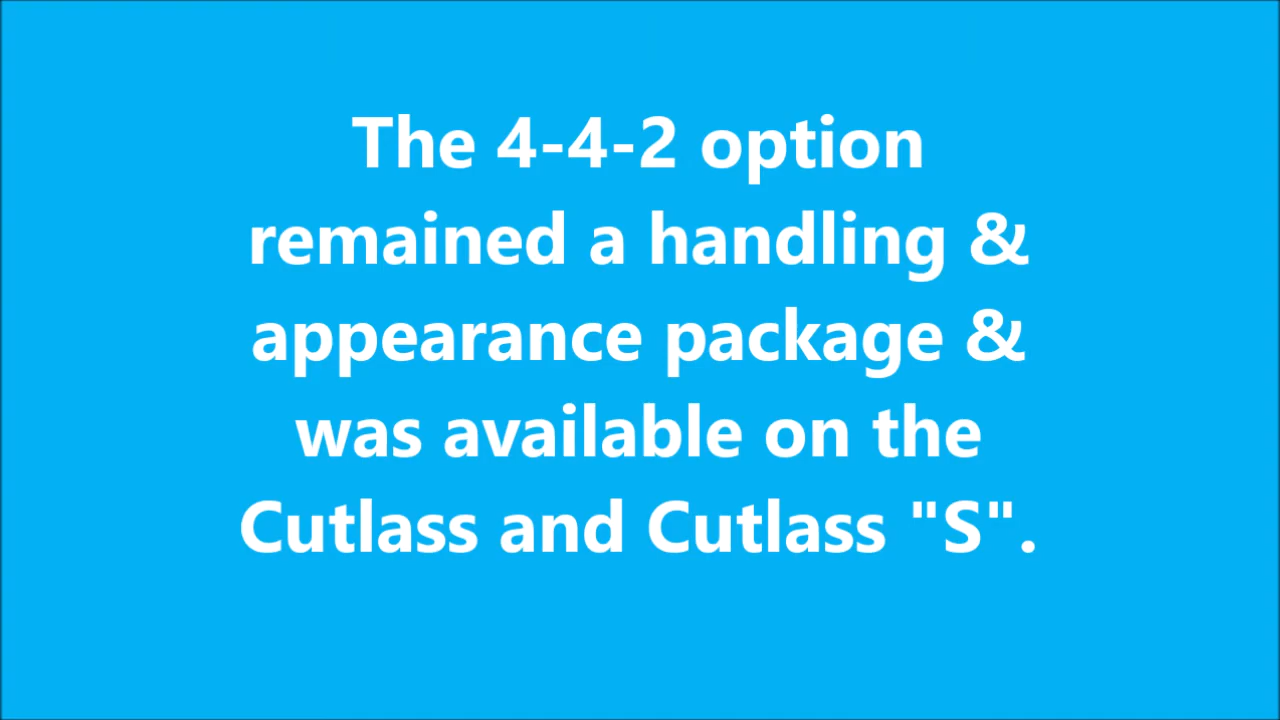 The 4-4-2 option
remained a handling &
appearance package &
was available on the
Cutlass and Cutlass "S".